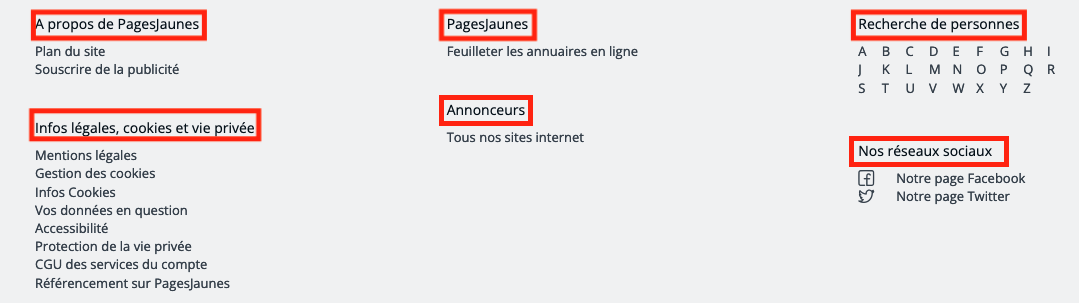 A propos de PagesJaunes
Plan du site
Souscrire de la publicité
Infos légales, cookies et vie privée
Mentions légales
Gestion des cookies
Infos Cookies
Vos données en question
Accessibilité
Protection de la vie privée
CGU des services du compte
Référencement sur PagesJaunes
PagesJaunes
Feuilleter les annuaires en ligne
Annonceurs
Tous nos sites internet
Recherche de personnes
A B C D E F G H I
J K L M N O P Q R
S T U V W X Y Z
Nos réseaux sociaux
Notre page Facebook
Notre page Twitter